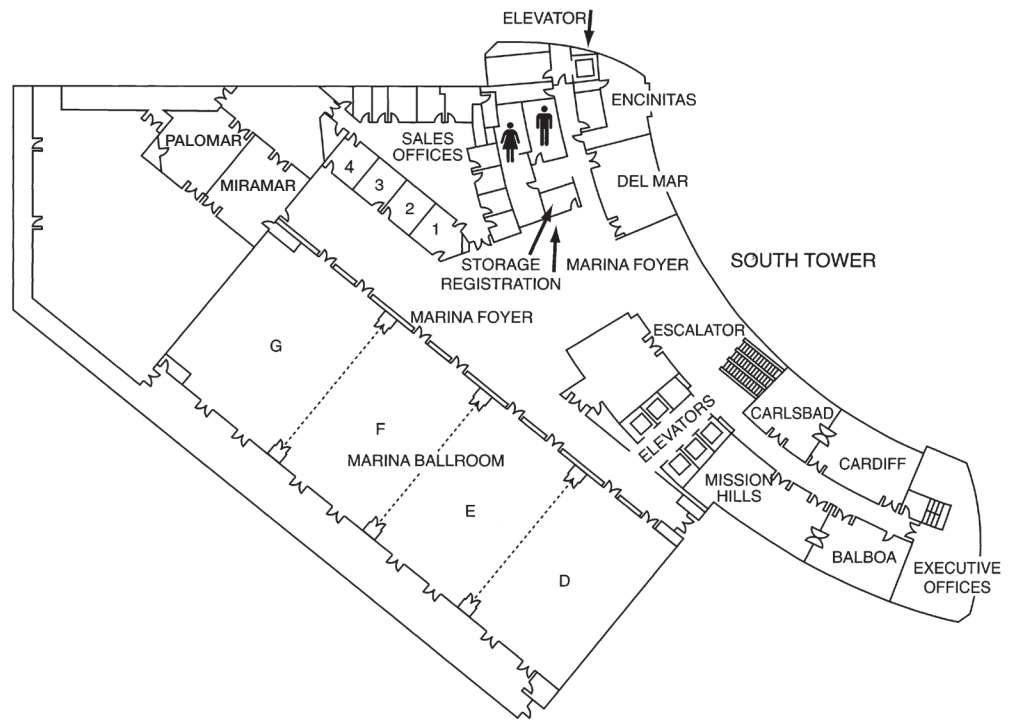 ELEVATOR
ENCINITAS
PALOMAR
SALES
OFFICES
MIRAMAR
4
3
2
1
DEL MAR
STORAGE
REGISTRATION
MARINA FOYER
SOUTH TOWER
MARINA FOYER
ESCALATOR
G
F
MARINA BALLROOM
E
D
ELEVATORS
CARLSBAD
CARDIFF
MISSION
HILLS
BALBOA
EXECUTIVE
OFFICES